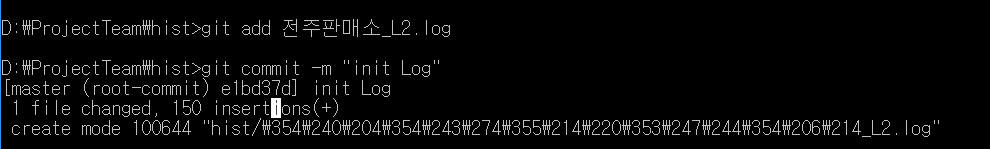 D:₩ProjectTeam₩hist>git add 전주판매소_L2.log
D:₩ProjectTeam₩hist>git commit -m "init Log"
[master (root-commit) e1bd37d] init Log
1 file changed, 150 insertions(+)
create mode 100644 "hist/₩354₩240₩204₩354₩243₩274₩355₩214₩220₩353₩247₩244₩354₩206₩214_L2.log"